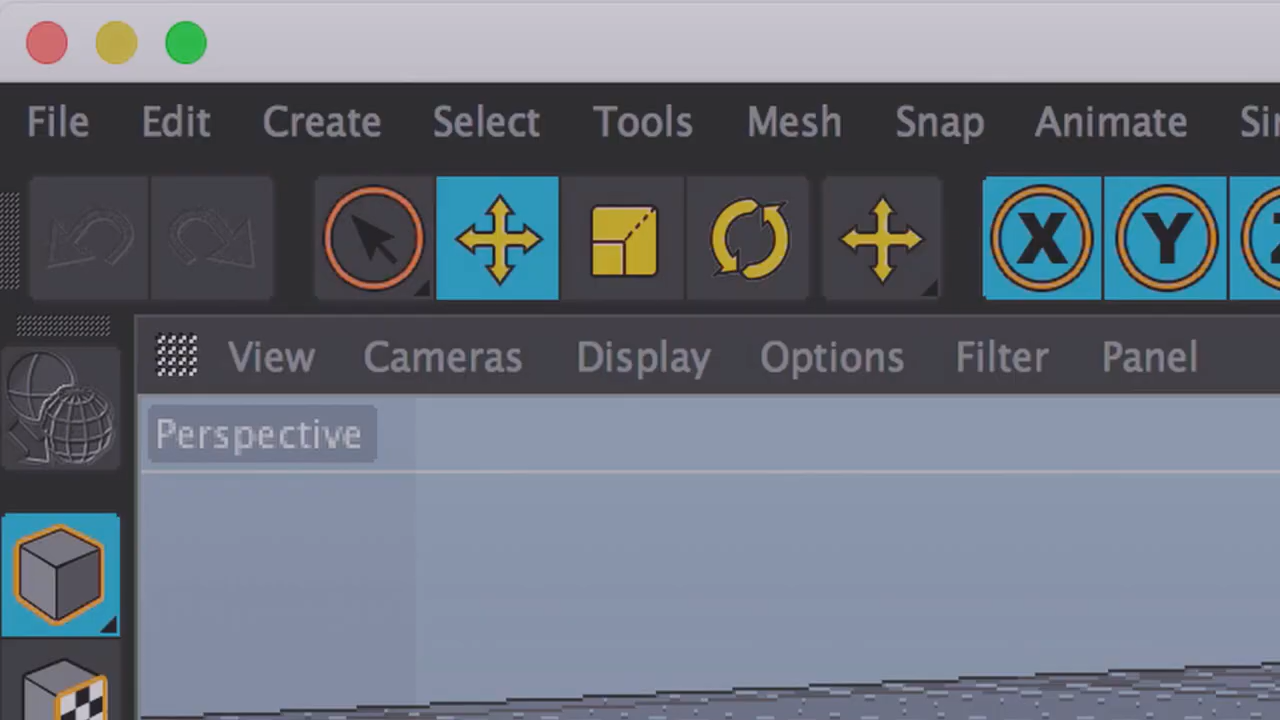 File Edit Create Select Tools Mesh Snap Animate
X Y
View Cameras Display Options Filter Panel
Perspective